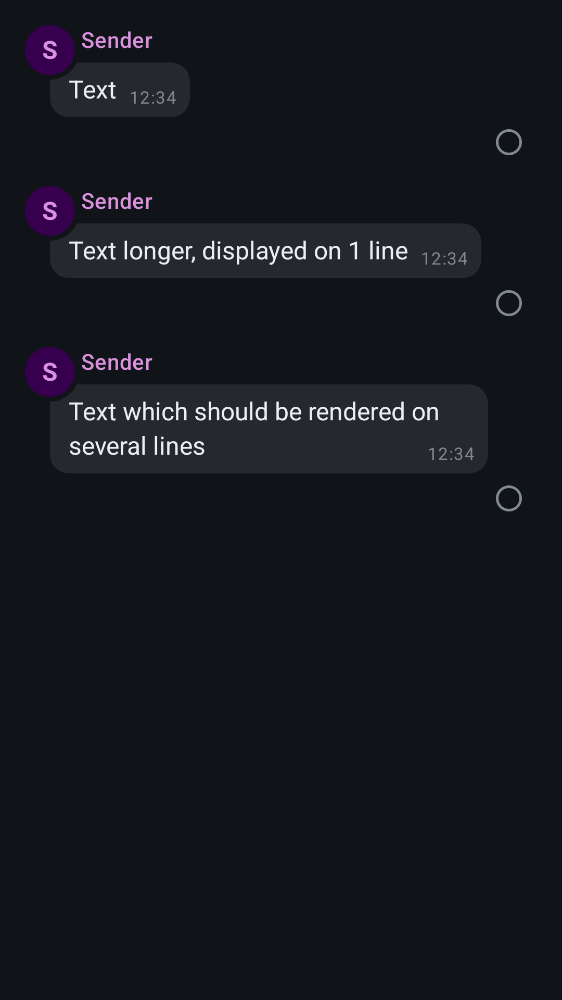 S
Sender
Text 12:34
S
Sender
Text longer, displayed on 1 line 12:34
S
Sender
Text which should be rendered on
several lines 12:34